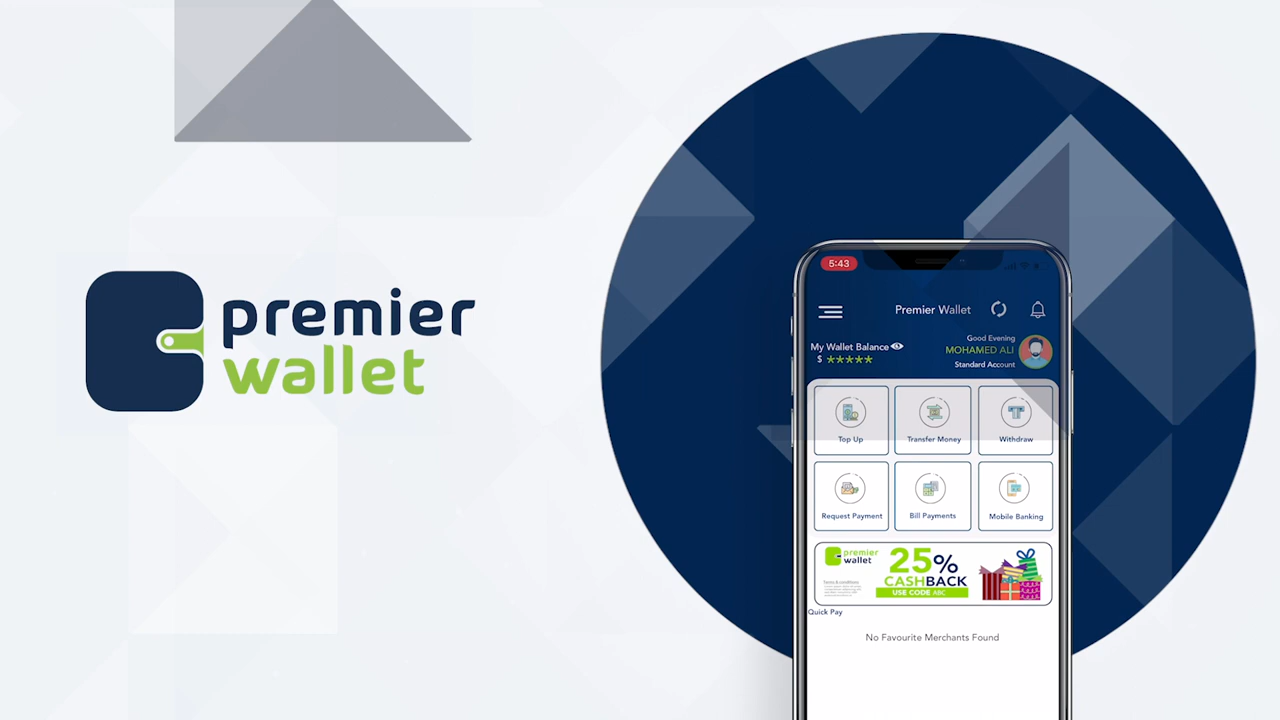 premier
wallet
5:43
Premier Wallet
My Wallet Balance
$ *****
Good Evening
MOHAMED ALI
Standard Account
Top Up
Transfer Money
Withdraw
Request Payment
Bill Payments
Mobile Banking
premier
wallet
Terms & conditions
25%
CASHBACK
USE CODE ABC
Quick Pay
No Favourite Merchants Found